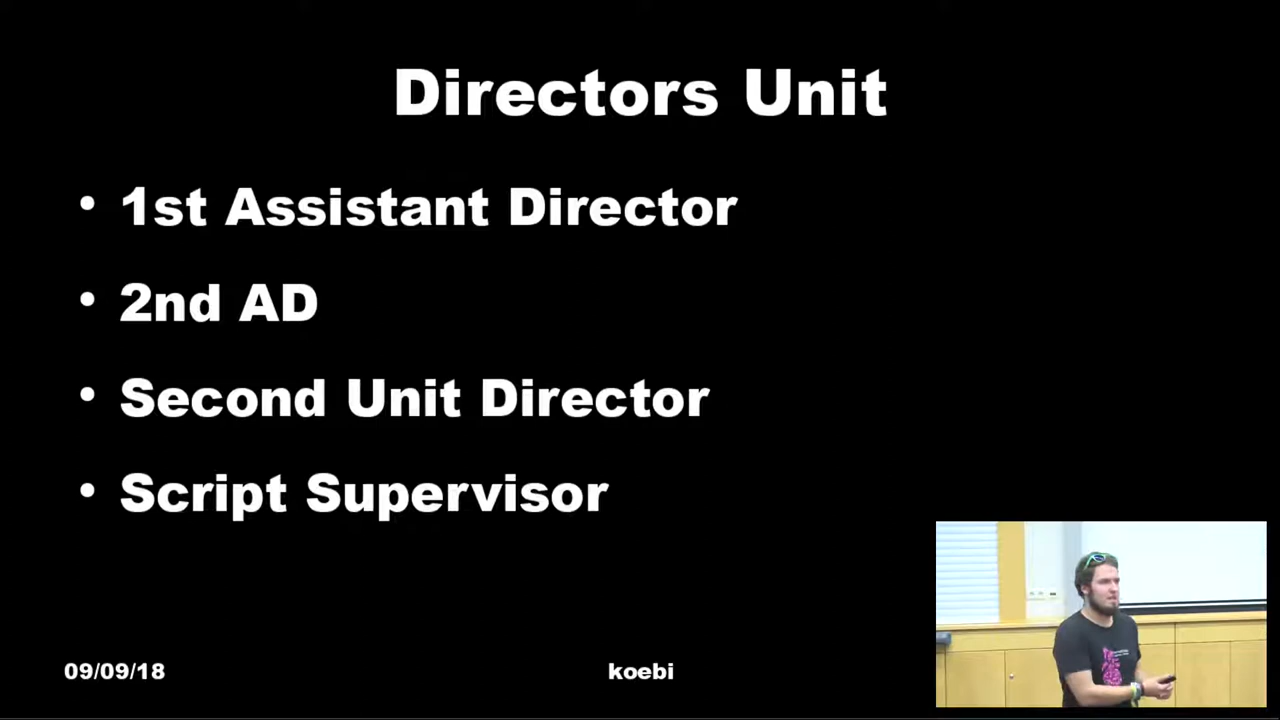 Directors Unit
• 1st Assistant Director
• 2nd AD
• Second Unit Director
• Script Supervisor
09/09/18
koebi